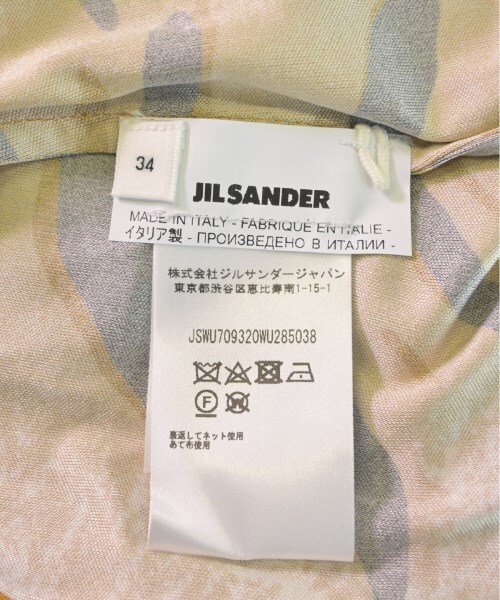 34
JIL SANDER
MADE IN ITALY - FABRIQUÉ EN ITALIE -
イタリア製 - ПРОИЗВЕДЕНО В ИТАЛИИ -
株式会社ジルサンダージャパン
東京都渋谷区恵比寿南1-15-1
JSWU709320WU285038
F
W
裏返してネット使用
あて布使用